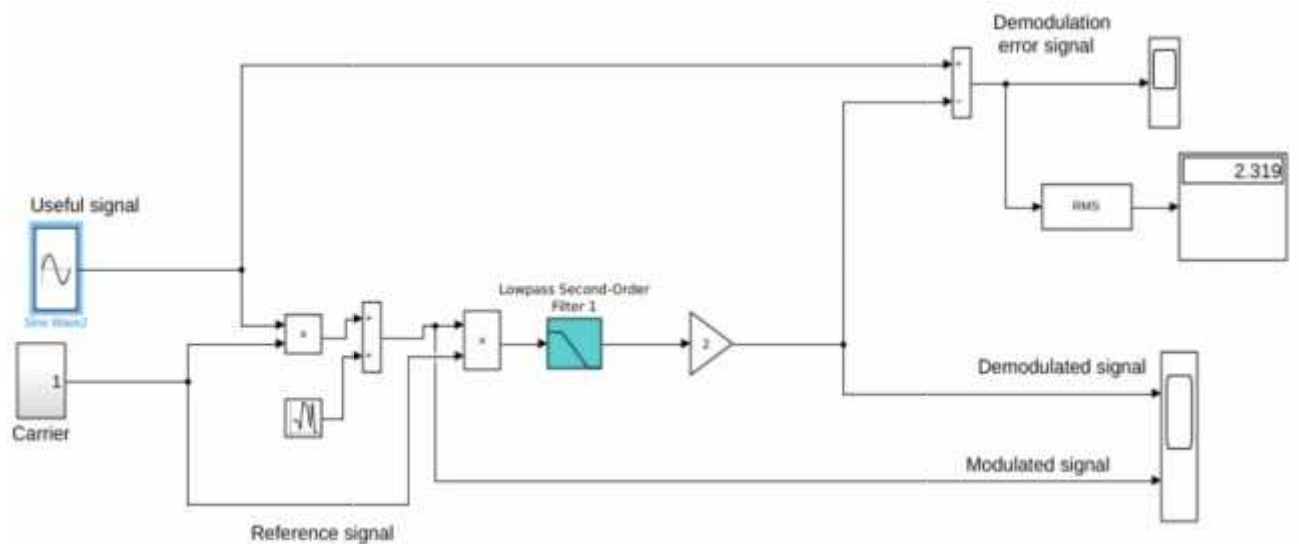 Demodulation
error signal
+
−
2.319
RMS
Useful signal
Sine Wave2
Lowpass Second-Order
Filter 1
×
+
+
×
2
1
Carrier
Demodulated signal
Modulated signal
Reference signal